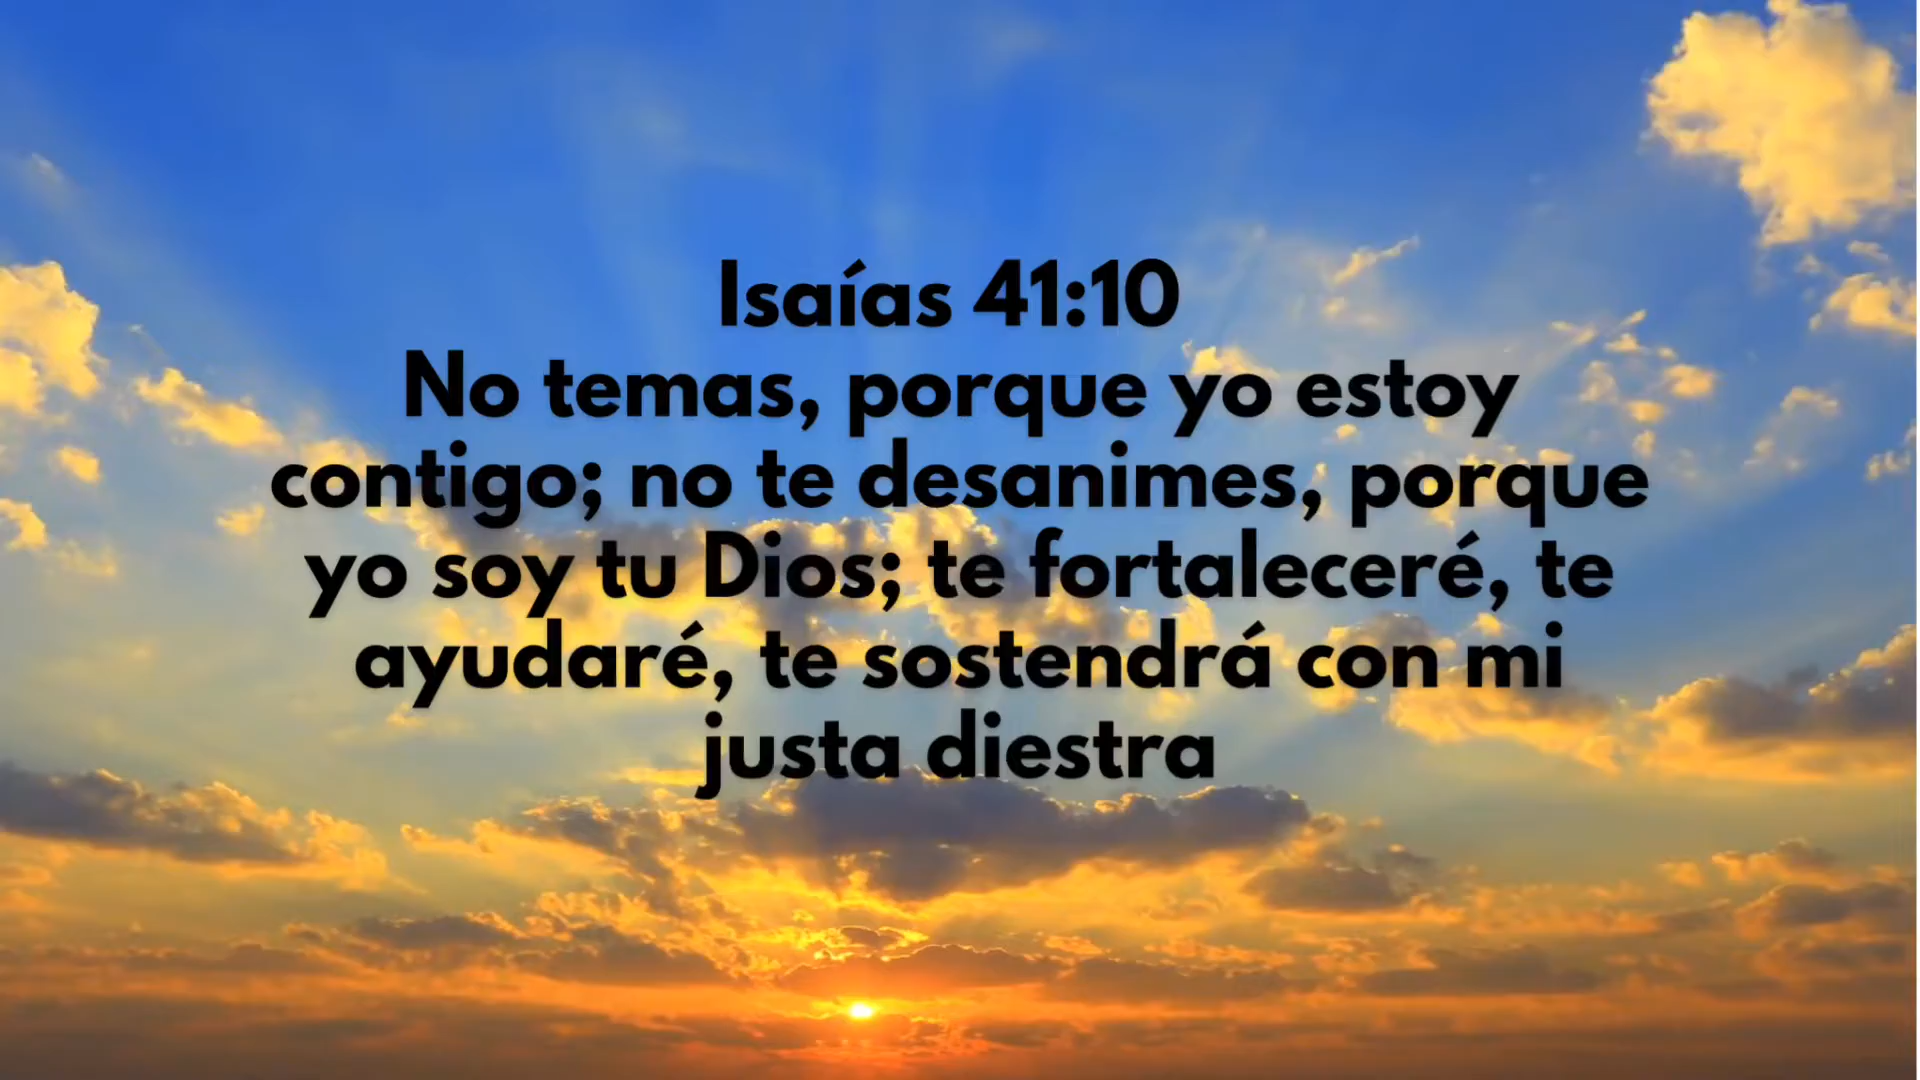 Isaías 41:10
No temas, porque yo estoy
contigo; no te desanimes, porque
yo soy tu Dios; te fortaleceré, te
ayudaré, te sostendrá con mi
justa diestra